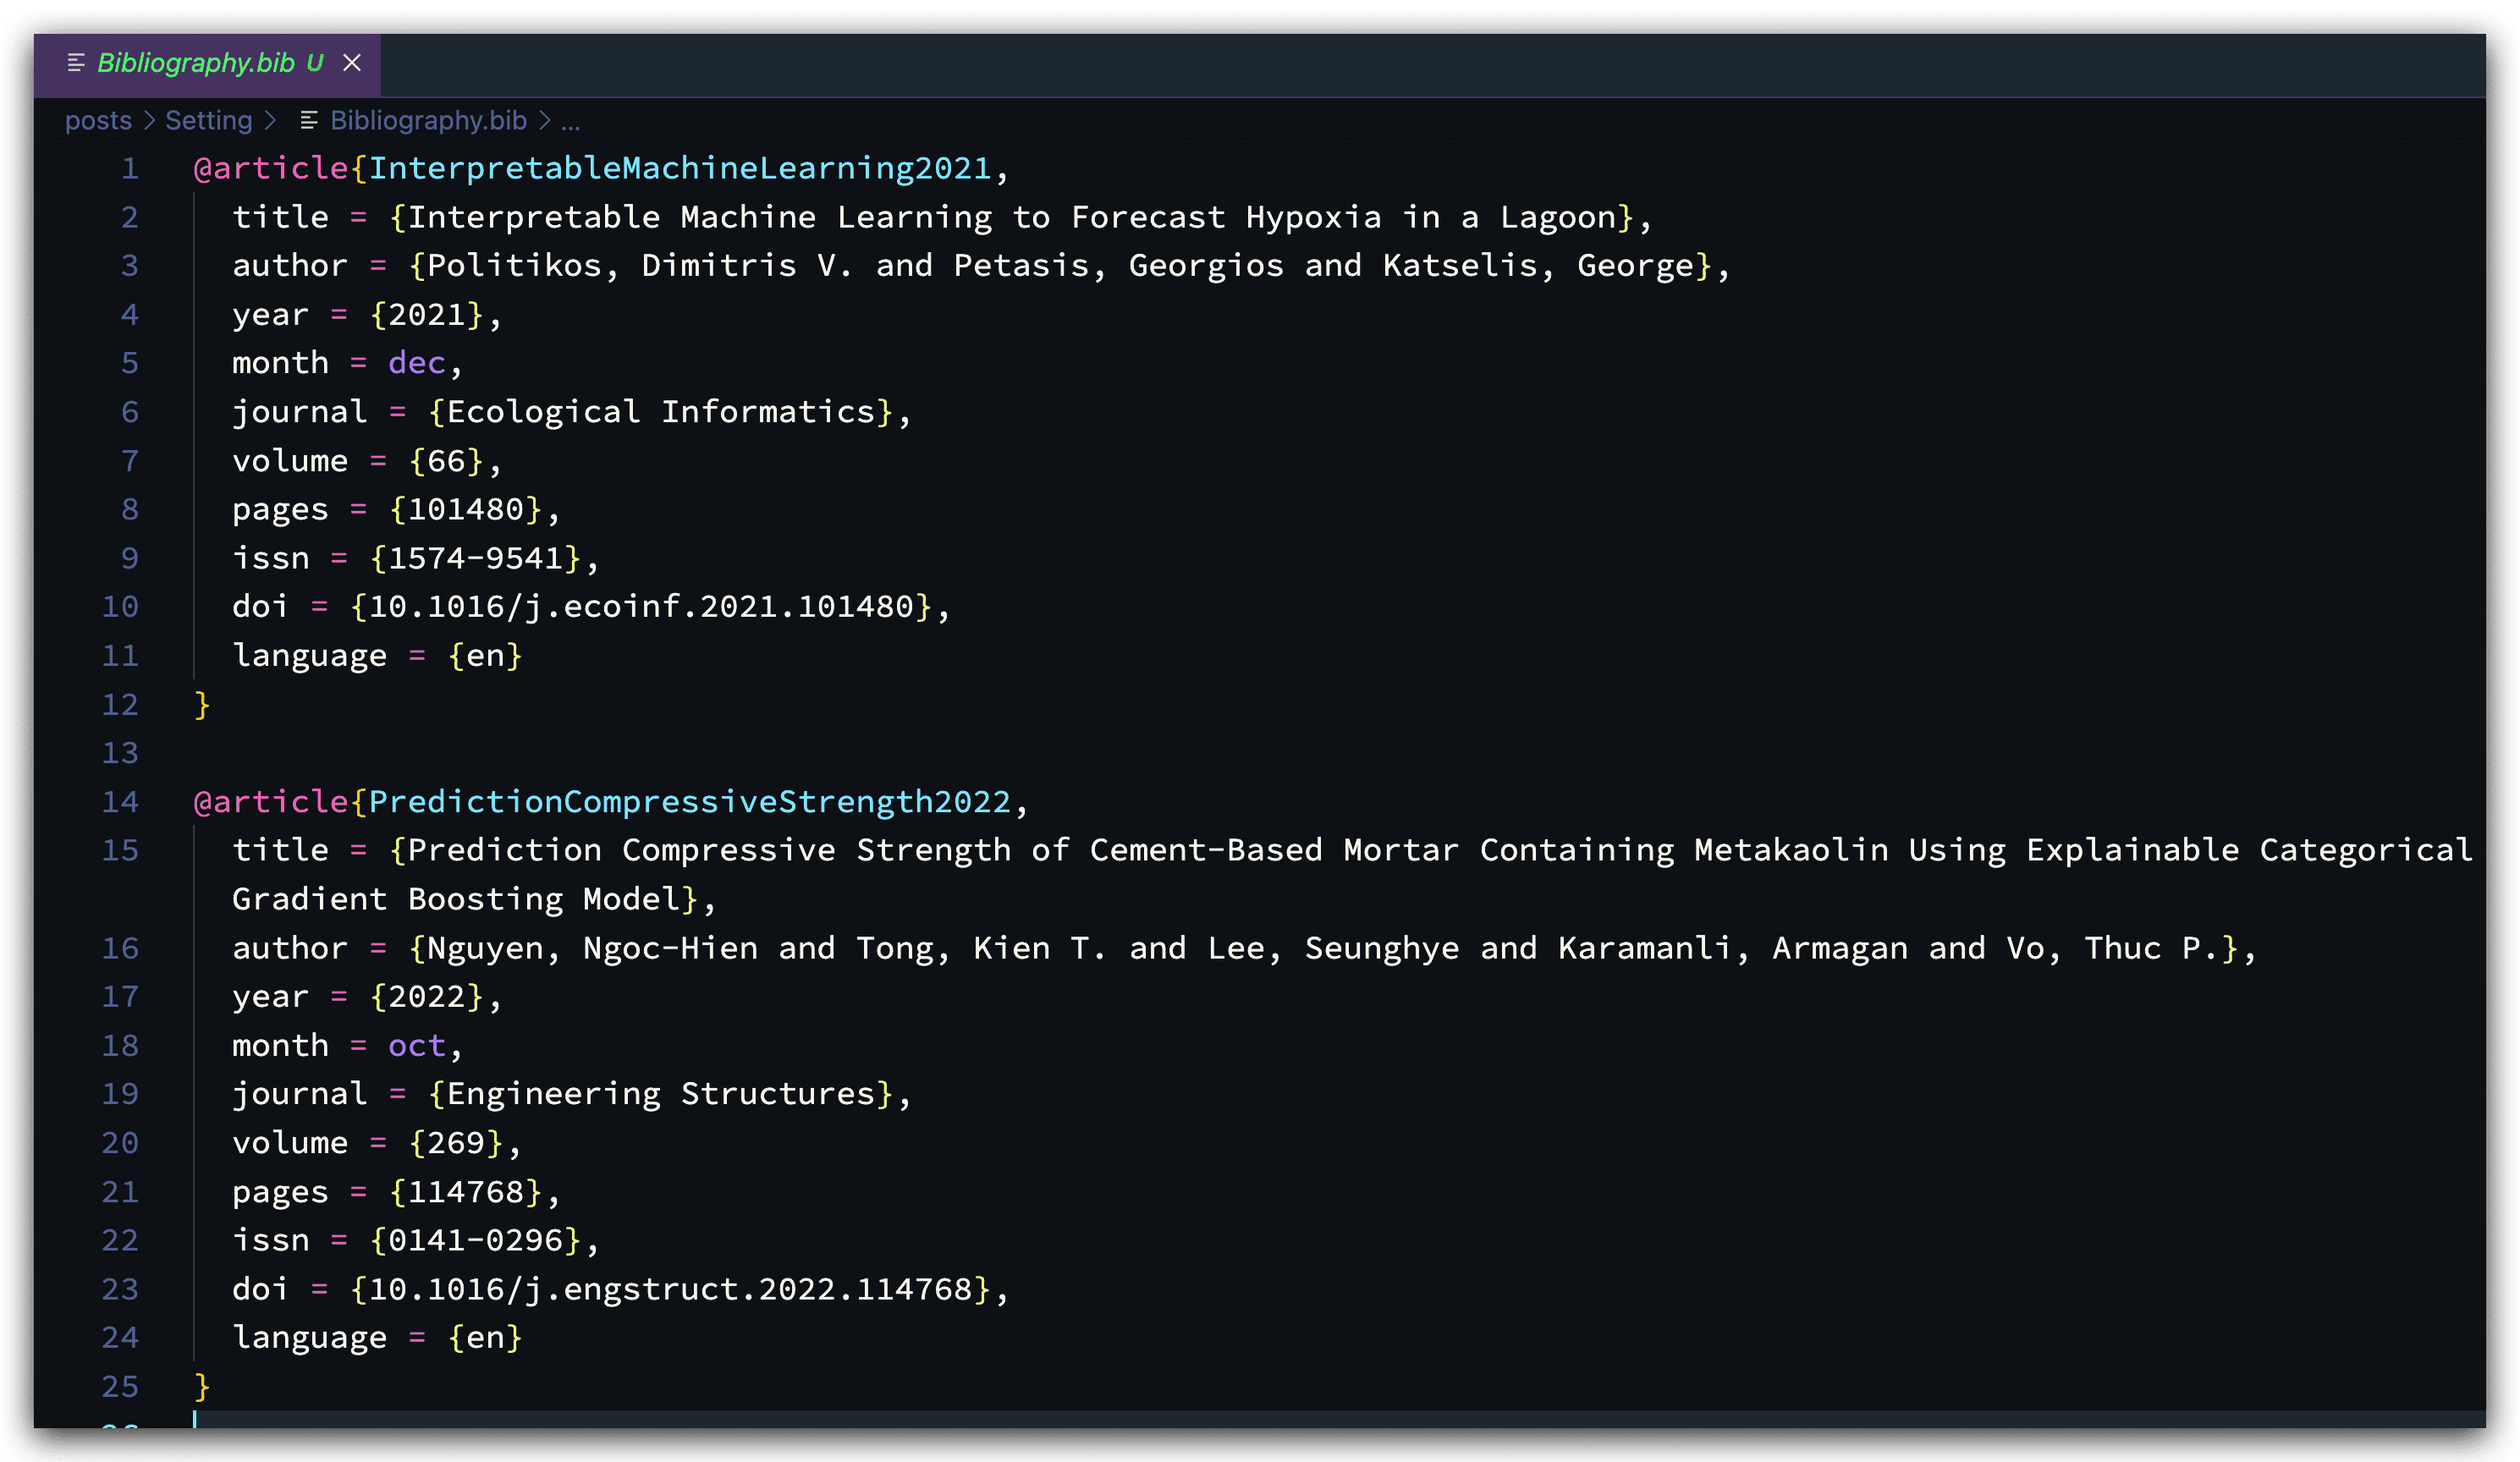 Bibliography.bib U
posts > Setting > Bibliography.bib > ...
1 @article{InterpretableMachineLearning2021,
2 title = {Interpretable Machine Learning to Forecast Hypoxia in a Lagoon},
3 author = {Politikos, Dimitris V. and Petasis, Georgios and Katselis, George},
4 year = {2021},
5 month = dec,
6 journal = {Ecological Informatics},
7 volume = {66},
8 pages = {101480},
9 issn = {1574-9541},
10 doi = {10.1016/j.ecoinf.2021.101480},
11 language = {en}
12 }
13
14 @article{PredictionCompressiveStrength2022,
15 title = {Prediction Compressive Strength of Cement-Based Mortar Containing Metakaolin Using Explainable Categorical
Gradient Boosting Model},
16 author = {Nguyen, Ngoc-Hien and Tong, Kien T. and Lee, Seunghye and Karamanli, Armagan and Vo, Thuc P.},
17 year = {2022},
18 month = oct,
19 journal = {Engineering Structures},
20 volume = {269},
21 pages = {114768},
22 issn = {0141-0296},
23 doi = {10.1016/j.engstruct.2022.114768},
24 language = {en}
25 }